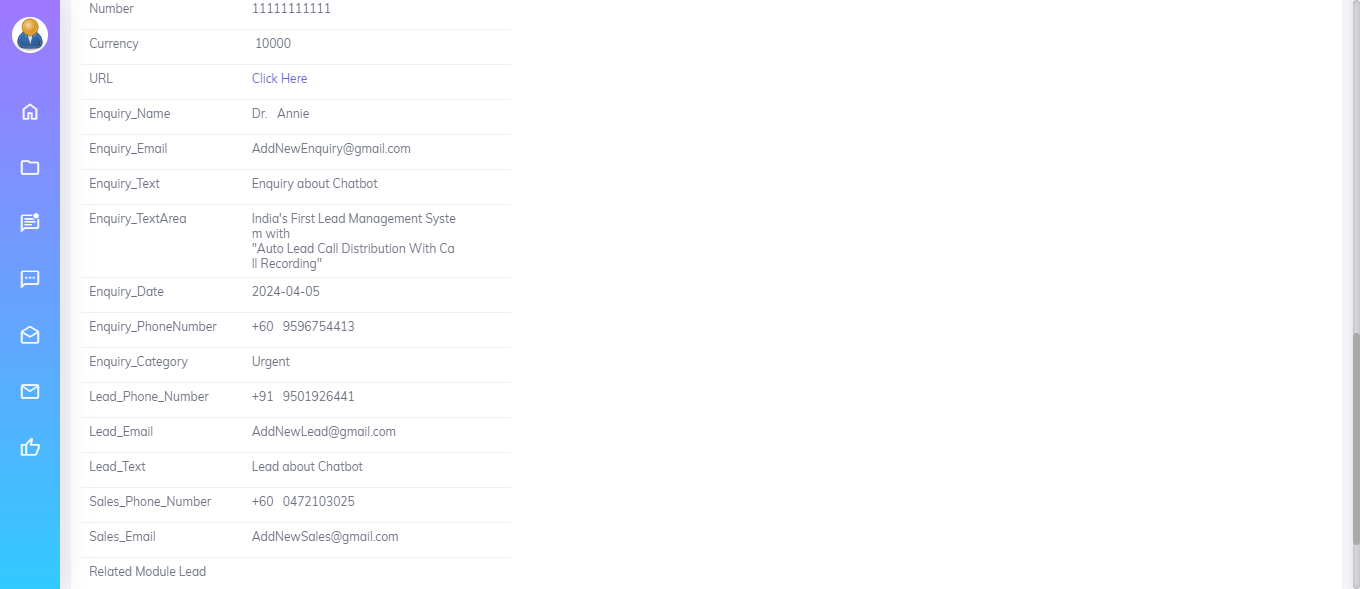 Number 11111111111
Currency 10000
URL Click Here
Enquiry_Name Dr. Annie
Enquiry_Email AddNewEnquiry@gmail.com
Enquiry_Text Enquiry about Chatbot
Enquiry_TextArea India's First Lead Management Syste
m with
"Auto Lead Call Distribution With Ca
ll Recording"
Enquiry_Date 2024-04-05
Enquiry_PhoneNumber +60 9596754413
Enquiry_Category Urgent
Lead_Phone_Number +91 9501926441
Lead_Email AddNewLead@gmail.com
Lead_Text Lead about Chatbot
Sales_Phone_Number +60 0472103025
Sales_Email AddNewSales@gmail.com
Related Module Lead